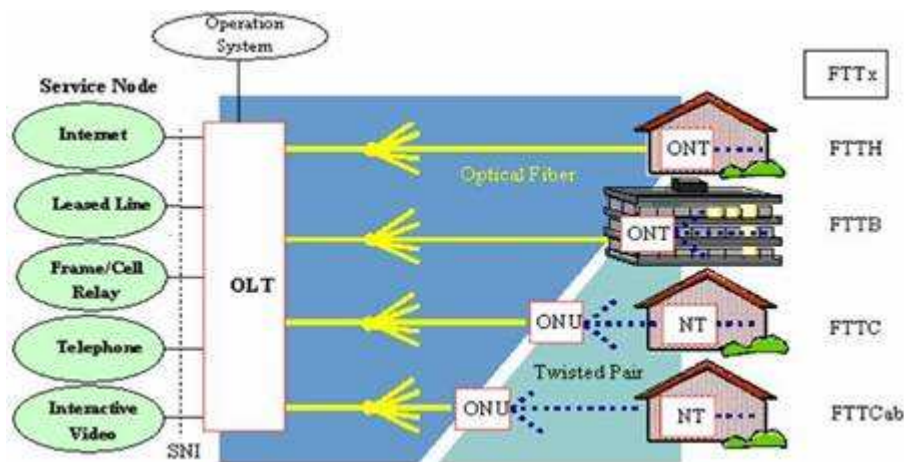 Operation
System
Service Node
Internet
Leased Line
Frame/Cell
Relay
Telephone
Interactive
Video
SNI
OLT
Optical Fiber
Twisted Pair
ONT
ONT
ONU
NT
ONU
NT
FTTx
FTTH
FTTB
FTTC
FTTCab